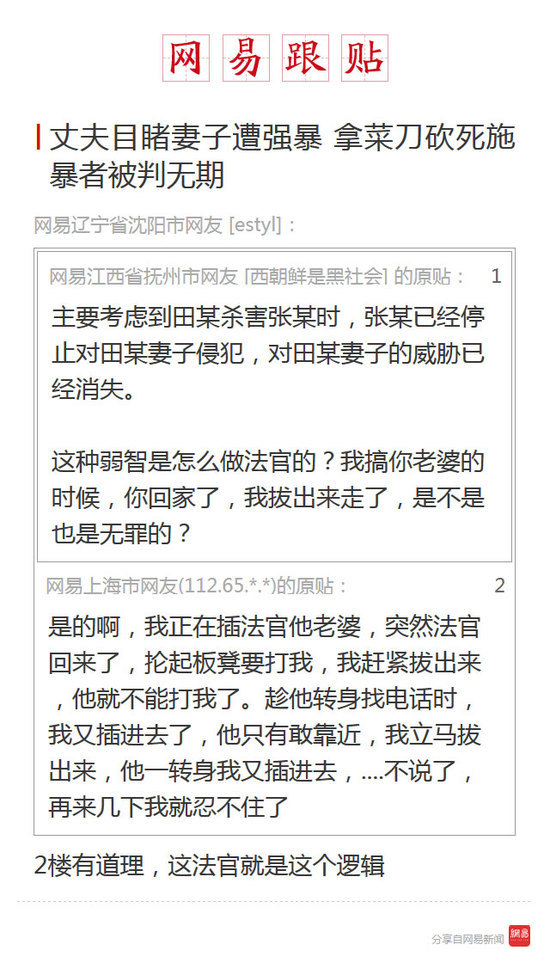 网易跟贴
丈夫目睹妻子遭强暴 拿菜刀砍死施
暴者被判无期
网易辽宁省沈阳市网友 [estyl]：
网易江西省抚州市网友 [西朝鲜是黑社会] 的原贴： 1
主要考虑到田某杀害张某时，张某已经停
止对田某妻子侵犯，对田某妻子的威胁已
经消失。
这种弱智是怎么做法官的？我搞你老婆的
时候，你回家了，我拔出来走了，是不是
也是无罪的？
网易上海市网友(112.65.*.*)的原贴： 2
是的啊，我正在插法官他老婆，突然法官
回来了，抡起板凳要打我，我赶紧拔出来
，他就不能打我了。趁他转身找电话时，
我又插进去了，他只有敢靠近，我立马拔
出来，他一转身我又插进去，....不说了，
再来几下我就忍不住了
2楼有道理，这法官就是这个逻辑
分享自网易新闻
網易